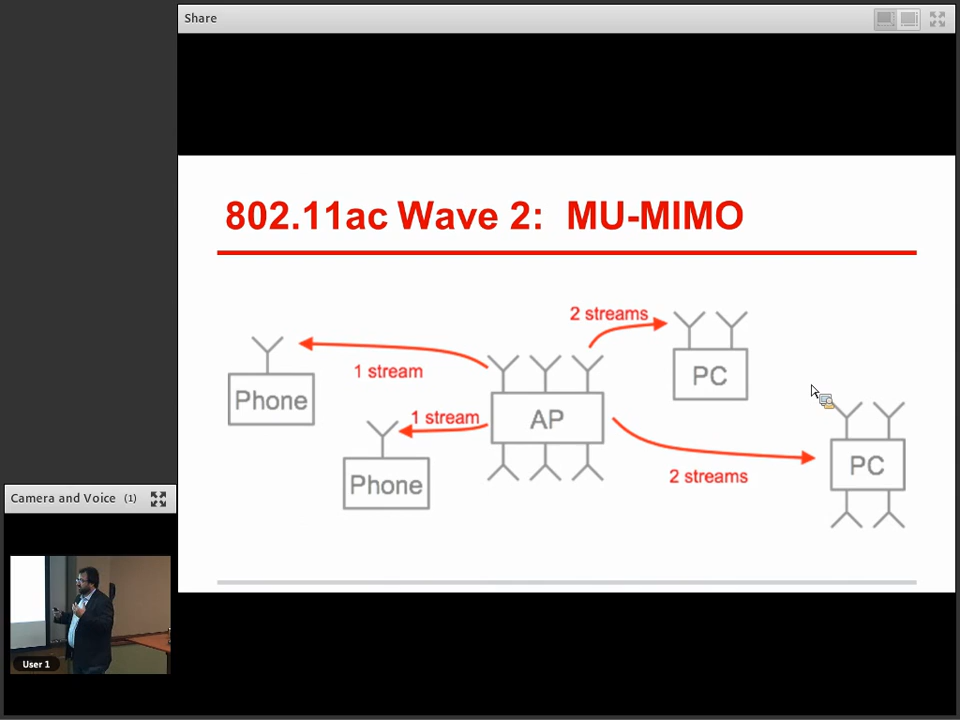 Share
802.11ac Wave 2: MU-MIMO
2 streams
PC
1 stream
Phone
AP
1 stream
Phone
2 streams
PC
Camera and Voice (1)
User 1